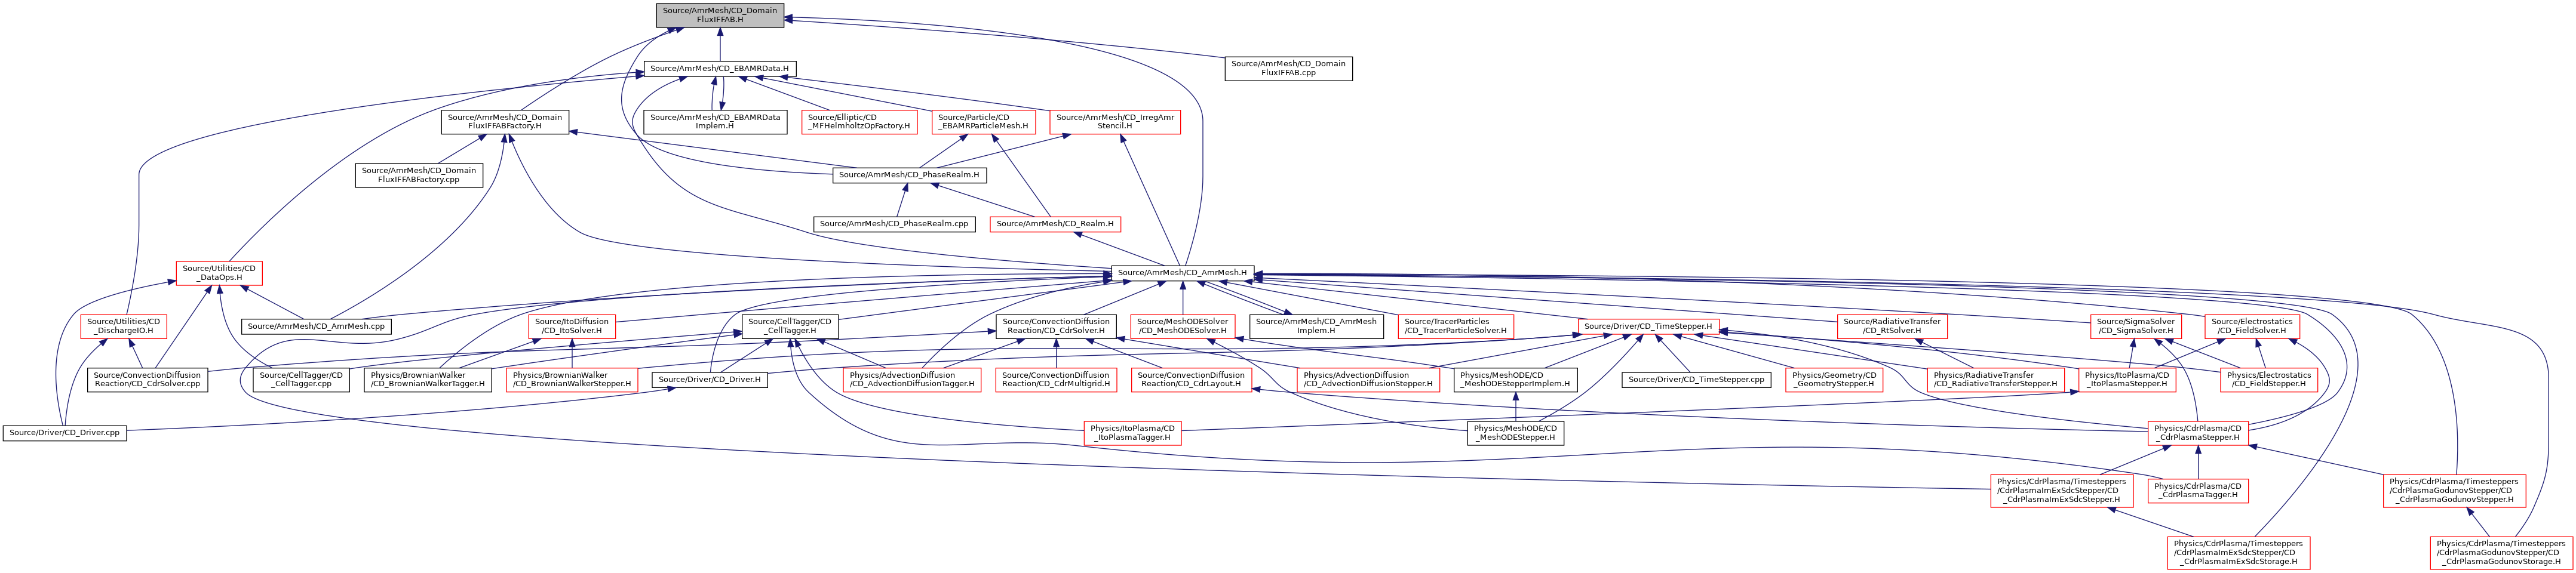 Source/AmrMesh/CD_Domain
FluxIFFAB.H
Source/AmrMesh/CD_Domain
FluxIFFAB.cpp
Source/AmrMesh/CD_EBAMRData.H
Source/AmrMesh/CD_Domain
FluxIFFABFactory.H
Source/AmrMesh/CD_EBAMRData
Implem.H
Source/Elliptic/CD
_MFHelmholtzOpFactory.H
Source/Particle/CD
_EBAMRParticleMesh.H
Source/AmrMesh/CD_IrregAmr
Stencil.H
Source/AmrMesh/CD_Domain
FluxIFFABFactory.cpp
Source/AmrMesh/CD_PhaseRealm.H
Source/AmrMesh/CD_PhaseRealm.cpp
Source/AmrMesh/CD_Realm.H
Source/Utilities/CD
_DataOps.H
Source/AmrMesh/CD_AmrMesh.H
Source/Utilities/CD
_DischargeIO.H
Source/AmrMesh/CD_AmrMesh.cpp
Source/ItoDiffusion
/CD_ItoSolver.H
Source/CellTagger/CD
_CellTagger.H
Source/ConvectionDiffusion
Reaction/CD_CdrSolver.H
Source/MeshODESolver
/CD_MeshODESolver.H
Source/AmrMesh/CD_AmrMesh
Implem.H
Source/TracerParticles
/CD_TracerParticleSolver.H
Source/Driver/CD_TimeStepper.H
Source/RadiativeTransfer
/CD_RtSolver.H
Source/SigmaSolver
/CD_SigmaSolver.H
Source/Electrostatics
/CD_FieldSolver.H
Source/ConvectionDiffusion
Reaction/CD_CdrSolver.cpp
Source/CellTagger/CD
_CellTagger.cpp
Physics/BrownianWalker
/CD_BrownianWalkerTagger.H
Physics/BrownianWalker
/CD_BrownianWalkerStepper.H
Source/Driver/CD_Driver.H
Physics/AdvectionDiffusion
/CD_AdvectionDiffusionTagger.H
Source/ConvectionDiffusion
Reaction/CD_CdrMultigrid.H
Source/ConvectionDiffusion
Reaction/CD_CdrLayout.H
Physics/AdvectionDiffusion
/CD_AdvectionDiffusionStepper.H
Physics/MeshODE/CD
_MeshODEStepperImplem.H
Source/Driver/CD_TimeStepper.cpp
Physics/Geometry/CD
_GeometryStepper.H
Physics/RadiativeTransfer
/CD_RadiativeTransferStepper.H
Physics/ItoPlasma/CD
_ItoPlasmaStepper.H
Physics/Electrostatics
/CD_FieldStepper.H
Source/Driver/CD_Driver.cpp
Physics/ItoPlasma/CD
_ItoPlasmaTagger.H
Physics/MeshODE/CD
_MeshODEStepper.H
Physics/CdrPlasma/CD
_CdrPlasmaStepper.H
Physics/CdrPlasma/Timesteppers
/CdrPlasmaImExSdcStepper/CD
_CdrPlasmaImExSdcStepper.H
Physics/CdrPlasma/CD
_CdrPlasmaTagger.H
Physics/CdrPlasma/Timesteppers
/CdrPlasmaGodunovStepper/CD
_CdrPlasmaGodunovStepper.H
Physics/CdrPlasma/Timesteppers
/CdrPlasmaImExSdcStepper/CD
_CdrPlasmaImExSdcStorage.H
Physics/CdrPlasma/Timesteppers
/CdrPlasmaGodunovStepper/CD
_CdrPlasmaGodunovStorage.H